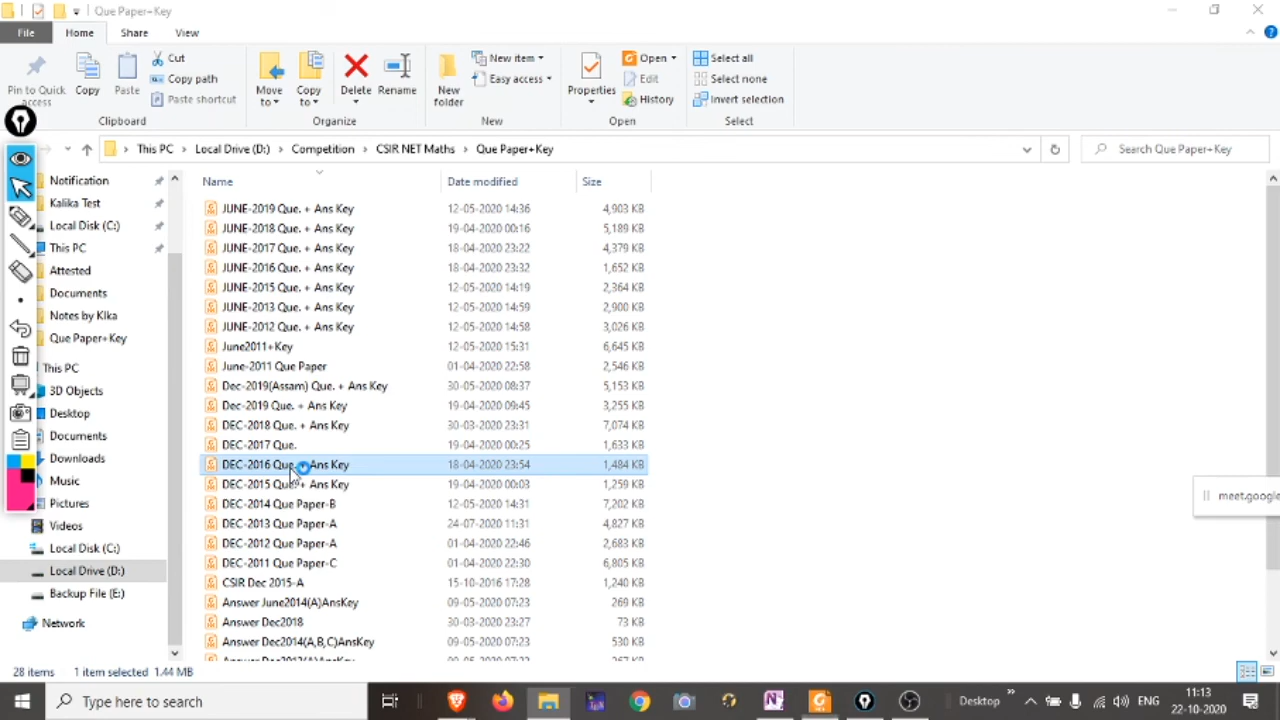 Que Paper+Key
File Home Share View
Pin to Quick access
Copy
Paste
Cut
Copy path
Paste shortcut
Clipboard
Move to
Copy to
Delete
Rename
Organize
New folder
New item
Easy access
New
Properties
Open
Edit
History
Open
Select all
Select none
Invert selection
Select
This PC > Local Drive (D:) > Competition > CSIR NET Maths > Que Paper+Key
Search Que Paper+Key
Name Date modified Size
Notification
Kalika Test
Local Disk (C:)
This PC
Attested
Documents
Notes by Klka
Que Paper+Key
This PC
3D Objects
Desktop
Documents
Downloads
Music
Pictures
Videos
Local Disk (C:)
Local Drive (D:)
Backup File (E:)
Network
JUNE-2019 Que. + Ans Key 12-05-2020 14:36 4,903 KB
JUNE-2018 Que. + Ans Key 19-04-2020 00:16 5,189 KB
JUNE-2017 Que. + Ans Key 18-04-2020 23:22 4,379 KB
JUNE-2016 Que. + Ans Key 18-04-2020 23:32 1,652 KB
JUNE-2015 Que. + Ans Key 12-05-2020 14:19 2,364 KB
JUNE-2013 Que. + Ans Key 12-05-2020 14:59 2,900 KB
JUNE-2012 Que. + Ans Key 12-05-2020 14:58 3,026 KB
June2011+Key 12-05-2020 15:31 6,645 KB
June-2011 Que Paper 01-04-2020 22:58 2,546 KB
Dec-2019(Assam) Que. + Ans Key 30-05-2020 08:37 5,153 KB
Dec-2019 Que. + Ans Key 19-04-2020 09:45 3,255 KB
DEC-2018 Que. + Ans Key 30-03-2020 23:31 7,074 KB
DEC-2017 Que. 19-04-2020 00:25 1,633 KB
DEC-2016 Que. + Ans Key 18-04-2020 23:54 1,484 KB
DEC-2015 Que. + Ans Key 19-04-2020 00:03 1,259 KB
DEC-2014 Que Paper-B 12-05-2020 14:31 7,202 KB
DEC-2013 Que Paper-A 24-07-2020 11:31 4,827 KB
DEC-2012 Que Paper-A 01-04-2020 22:46 2,683 KB
DEC-2011 Que Paper-C 01-04-2020 22:30 6,805 KB
CSIR Dec 2015-A 15-10-2016 17:28 1,240 KB
Answer June2014(A)AnsKey 09-05-2020 07:23 269 KB
Answer Dec2018 30-03-2020 23:27 73 KB
Answer Dec2014(A,B,C)AnsKey 09-05-2020 07:23 530 KB
meet.google
28 items 1 item selected 1.44 MB
Type here to search
Desktop
ENG
11:13
22-10-2020